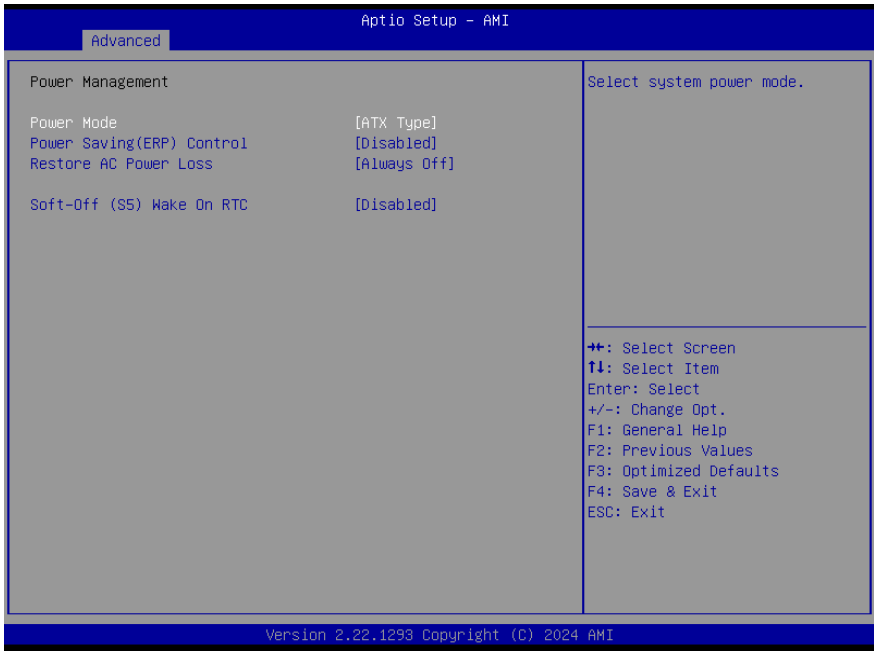 Aptio Setup - AMI
Advanced
Power Management
Power Mode [ATX Type]
Power Saving(ERP) Control [Disabled]
Restore AC Power Loss [Always Off]
Soft-Off (S5) Wake On RTC [Disabled]
Select system power mode.
→←: Select Screen
↑↓: Select Item
Enter: Select
+/-: Change Opt.
F1: General Help
F2: Previous Values
F3: Optimized Defaults
F4: Save & Exit
ESC: Exit
Version 2.22.1293 Copyright (C) 2024 AMI